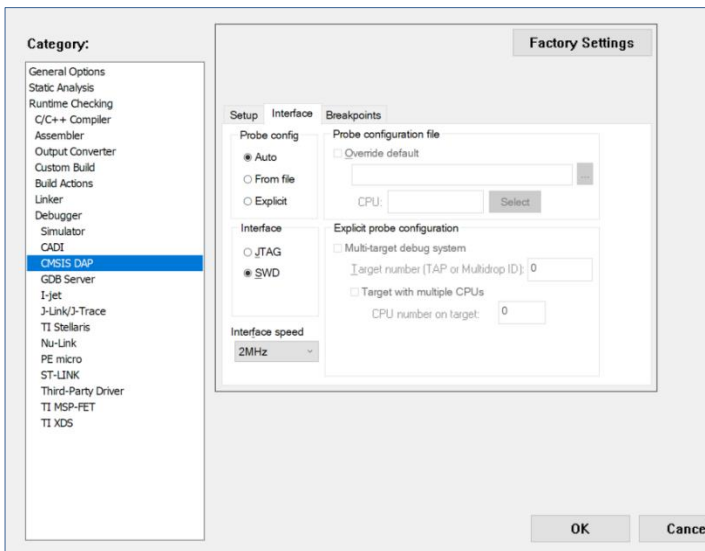 Category:
Factory Settings
General Options
Static Analysis
Runtime Checking
C/C++ Compiler
Assembler
Output Converter
Custom Build
Build Actions
Linker
Debugger
Simulator
CADI
CMSIS DAP
GDB Server
I-jet
J-Link/J-Trace
TI Stellaris
Nu-Link
PE micro
ST-LINK
Third-Party Driver
TI MSP-FET
TI XDS
Setup Interface Breakpoints
Probe config
Auto
From file
Explicit
Probe configuration file
Override default
...
CPU: Select
Interface
JTAG
SWD
Explicit probe configuration
Multi-target debug system
Target number (TAP or Multidrop ID): 0
Target with multiple CPUs
CPU number on target: 0
Interface speed
2MHz
OK Cance